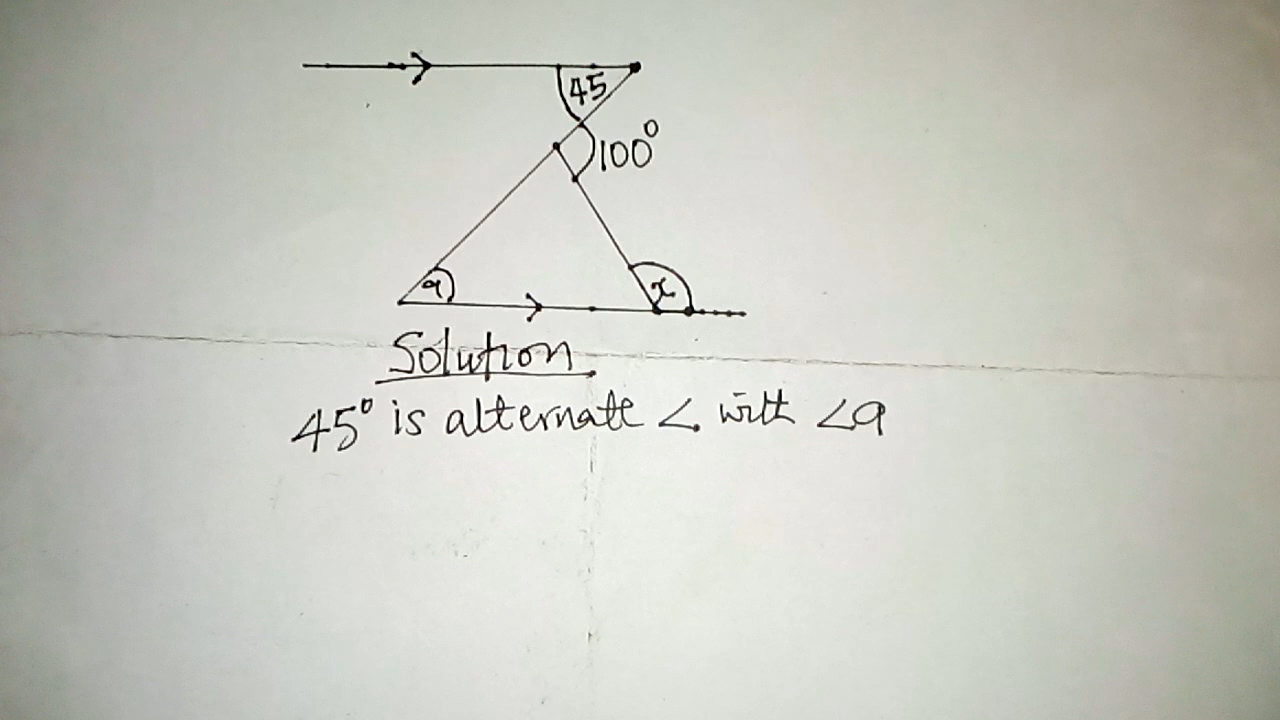 45
100°
a
x
Solution
45° is alternate ∠ with ∠a